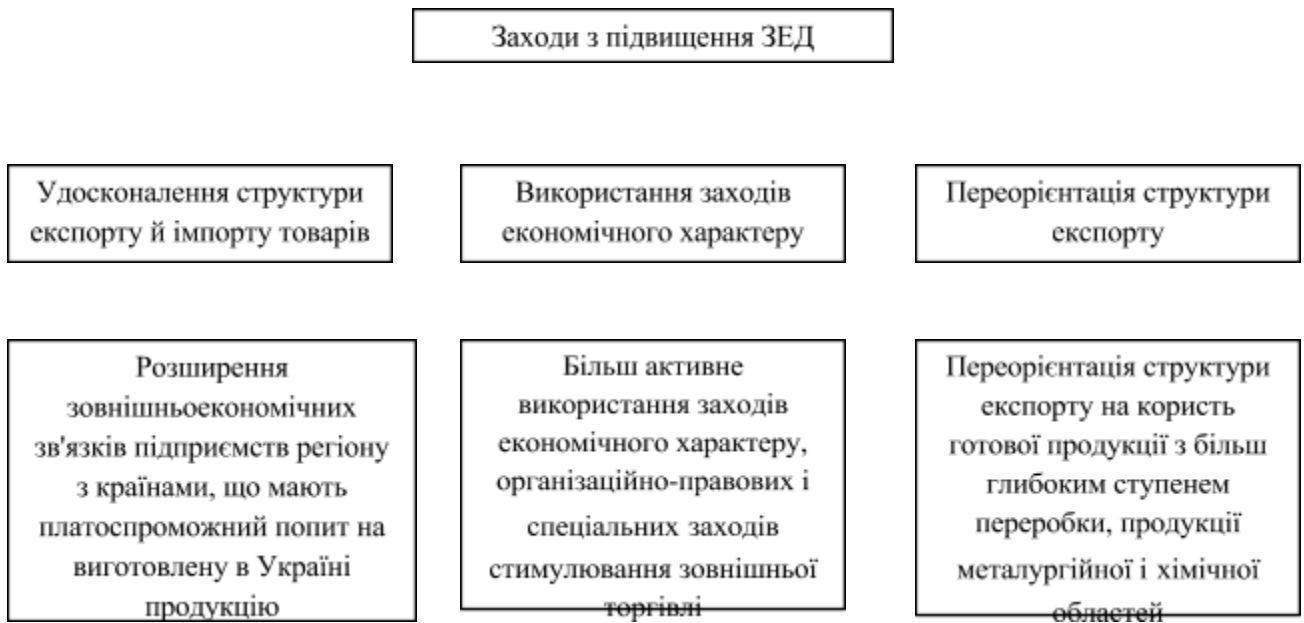 Заходи з підвищення ЗЕД
Удосконалення структури
експорту й імпорту товарів
Використання заходів
економічного характеру
Переорієнтація структури
експорту
Розширення
зовнішньоекономічних
зв'язків підприємств регіону
з країнами, що мають
платоспроможний попит на
виготовлену в Україні
продукцію
Більш активне
використання заходів
економічного характеру,
організаційно-правових і
спеціальних заходів
стимулювання зовнішньої
торгівлі
Переорієнтація структури
експорту на користь
готової продукції з більш
глибоким ступенем
переробки, продукції
металургійної і хімічної
областей